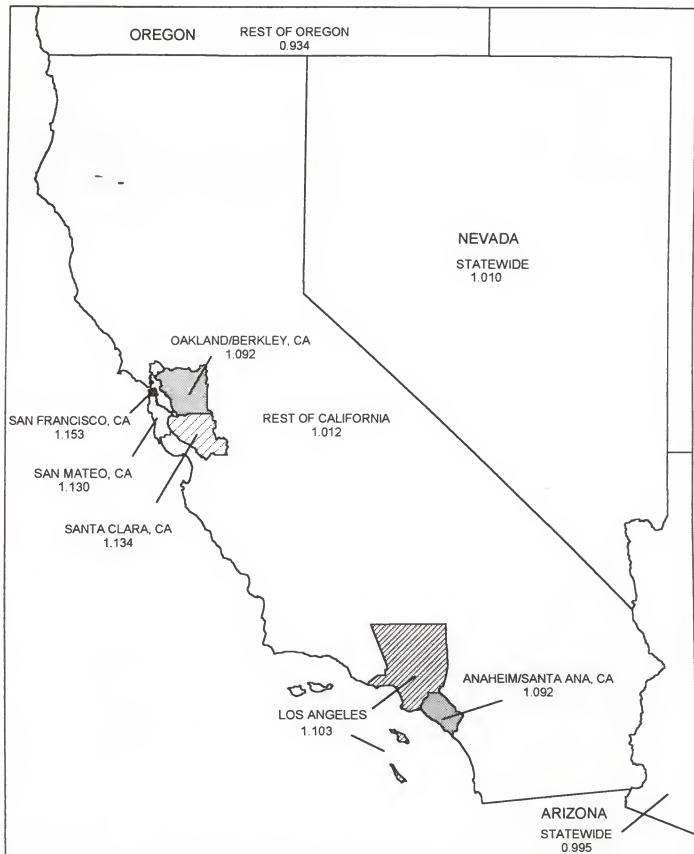 OREGON
REST OF OREGON
0.934
NEVADA
STATEWIDE
1.010
OAKLAND/BERKLEY, CA
1.092
SAN FRANCISCO, CA
1.153
REST OF CALIFORNIA
1.012
SAN MATEO, CA
1.130
SANTA CLARA, CA
1.134
ANAHEIM/SANTA ANA, CA
1.092
LOS ANGELES
1.103
ARIZONA
STATEWIDE
0.995